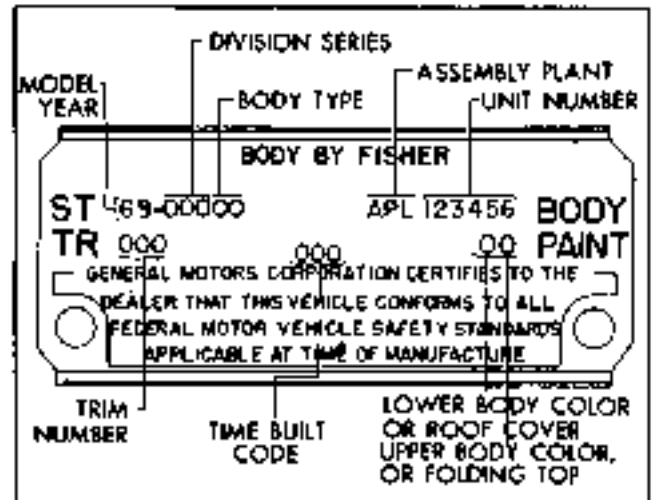 DIVISION SERIES
ASSEMBLY PLANT
MODEL YEAR
BODY TYPE
UNIT NUMBER
BODY BY FISHER
ST 69-00000 APL 123456 BODY
TR 000 000 00 PAINT
GENERAL MOTORS CORPORATION CERTIFIES TO THE
DEALER THAT THIS VEHICLE CONFORMS TO ALL
FEDERAL MOTOR VEHICLE SAFETY STANDARDS
APPLICABLE AT TIME OF MANUFACTURE
TRIM
NUMBER
TIME BUILT
CODE
LOWER BODY COLOR
OR ROOF COVER
UPPER BODY COLOR,
OR FOLDING TOP